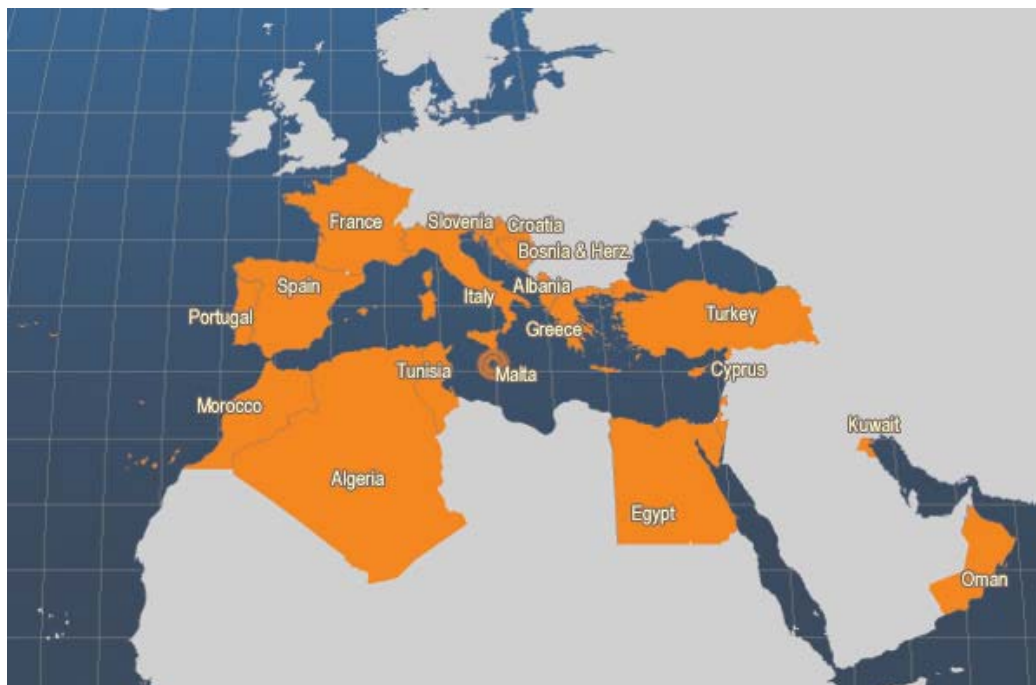 France
Slovenia
Croatia
Bosnia & Herz.
Spain
Italy
Albania
Portugal
Greece
Turkey
Tunisia
Malta
Cyprus
Morocco
Kuwait
Algeria
Egypt
Oman